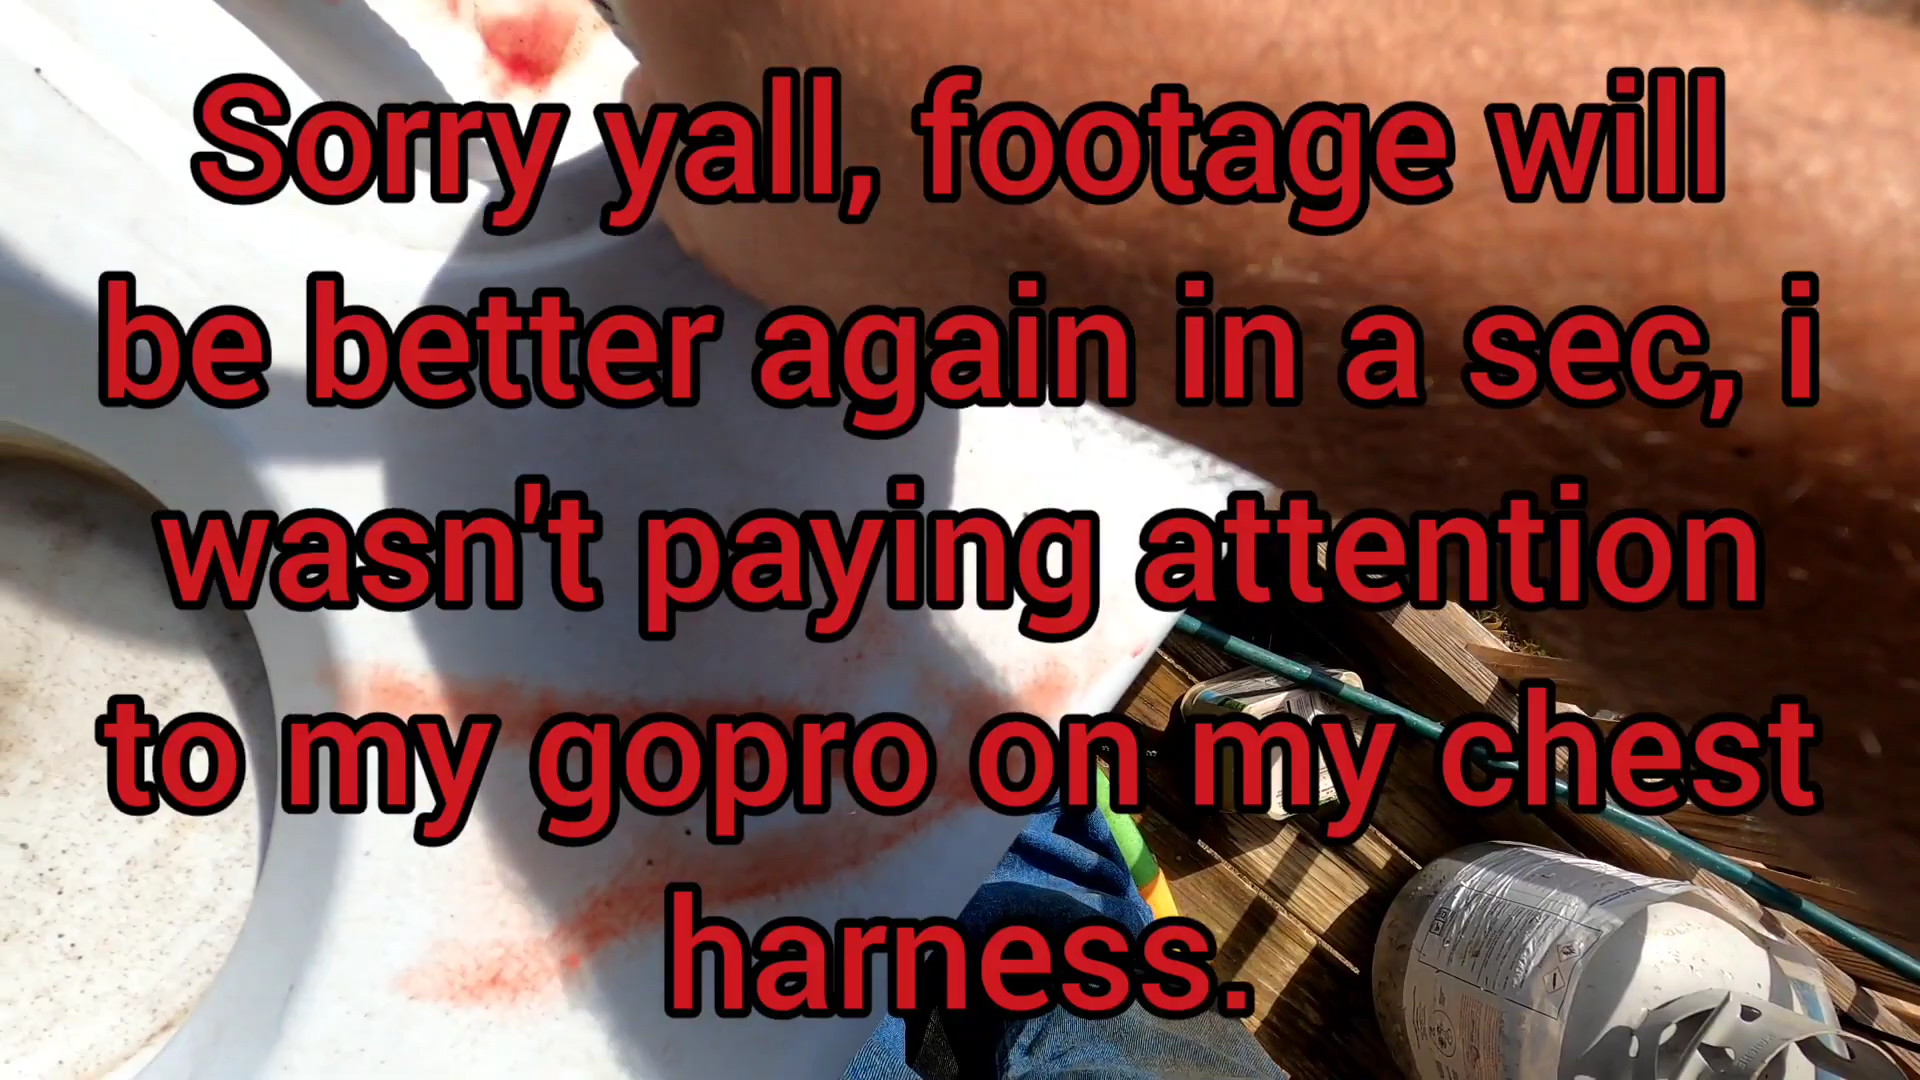 Sorry yall, footage will
be better again in a sec, i
wasn't paying attention
to my gopro on my chest
harness.